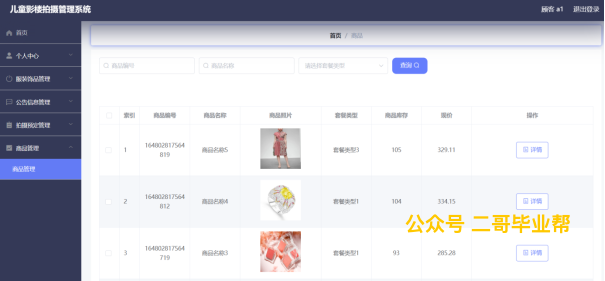 儿童影楼拍摄管理系统
顾客 a1 退出登录
首页
个人中心
服装饰品管理
公告信息管理
拍摄预定管理
商品管理
商品管理
首页 / 商品
商品编号 商品名称 请选择套餐类型 查询
索引 商品编号 商品名称 商品照片 套餐类型 商品库存 现价 操作
1 164802817564819 商品名称5 套餐类型3 105 329.11 详情
2 164802817564812 商品名称4 套餐类型1 104 334.15 详情
3 164802817564719 商品名称3 套餐类型1 93 285.28 详情
公众号 二哥毕业帮